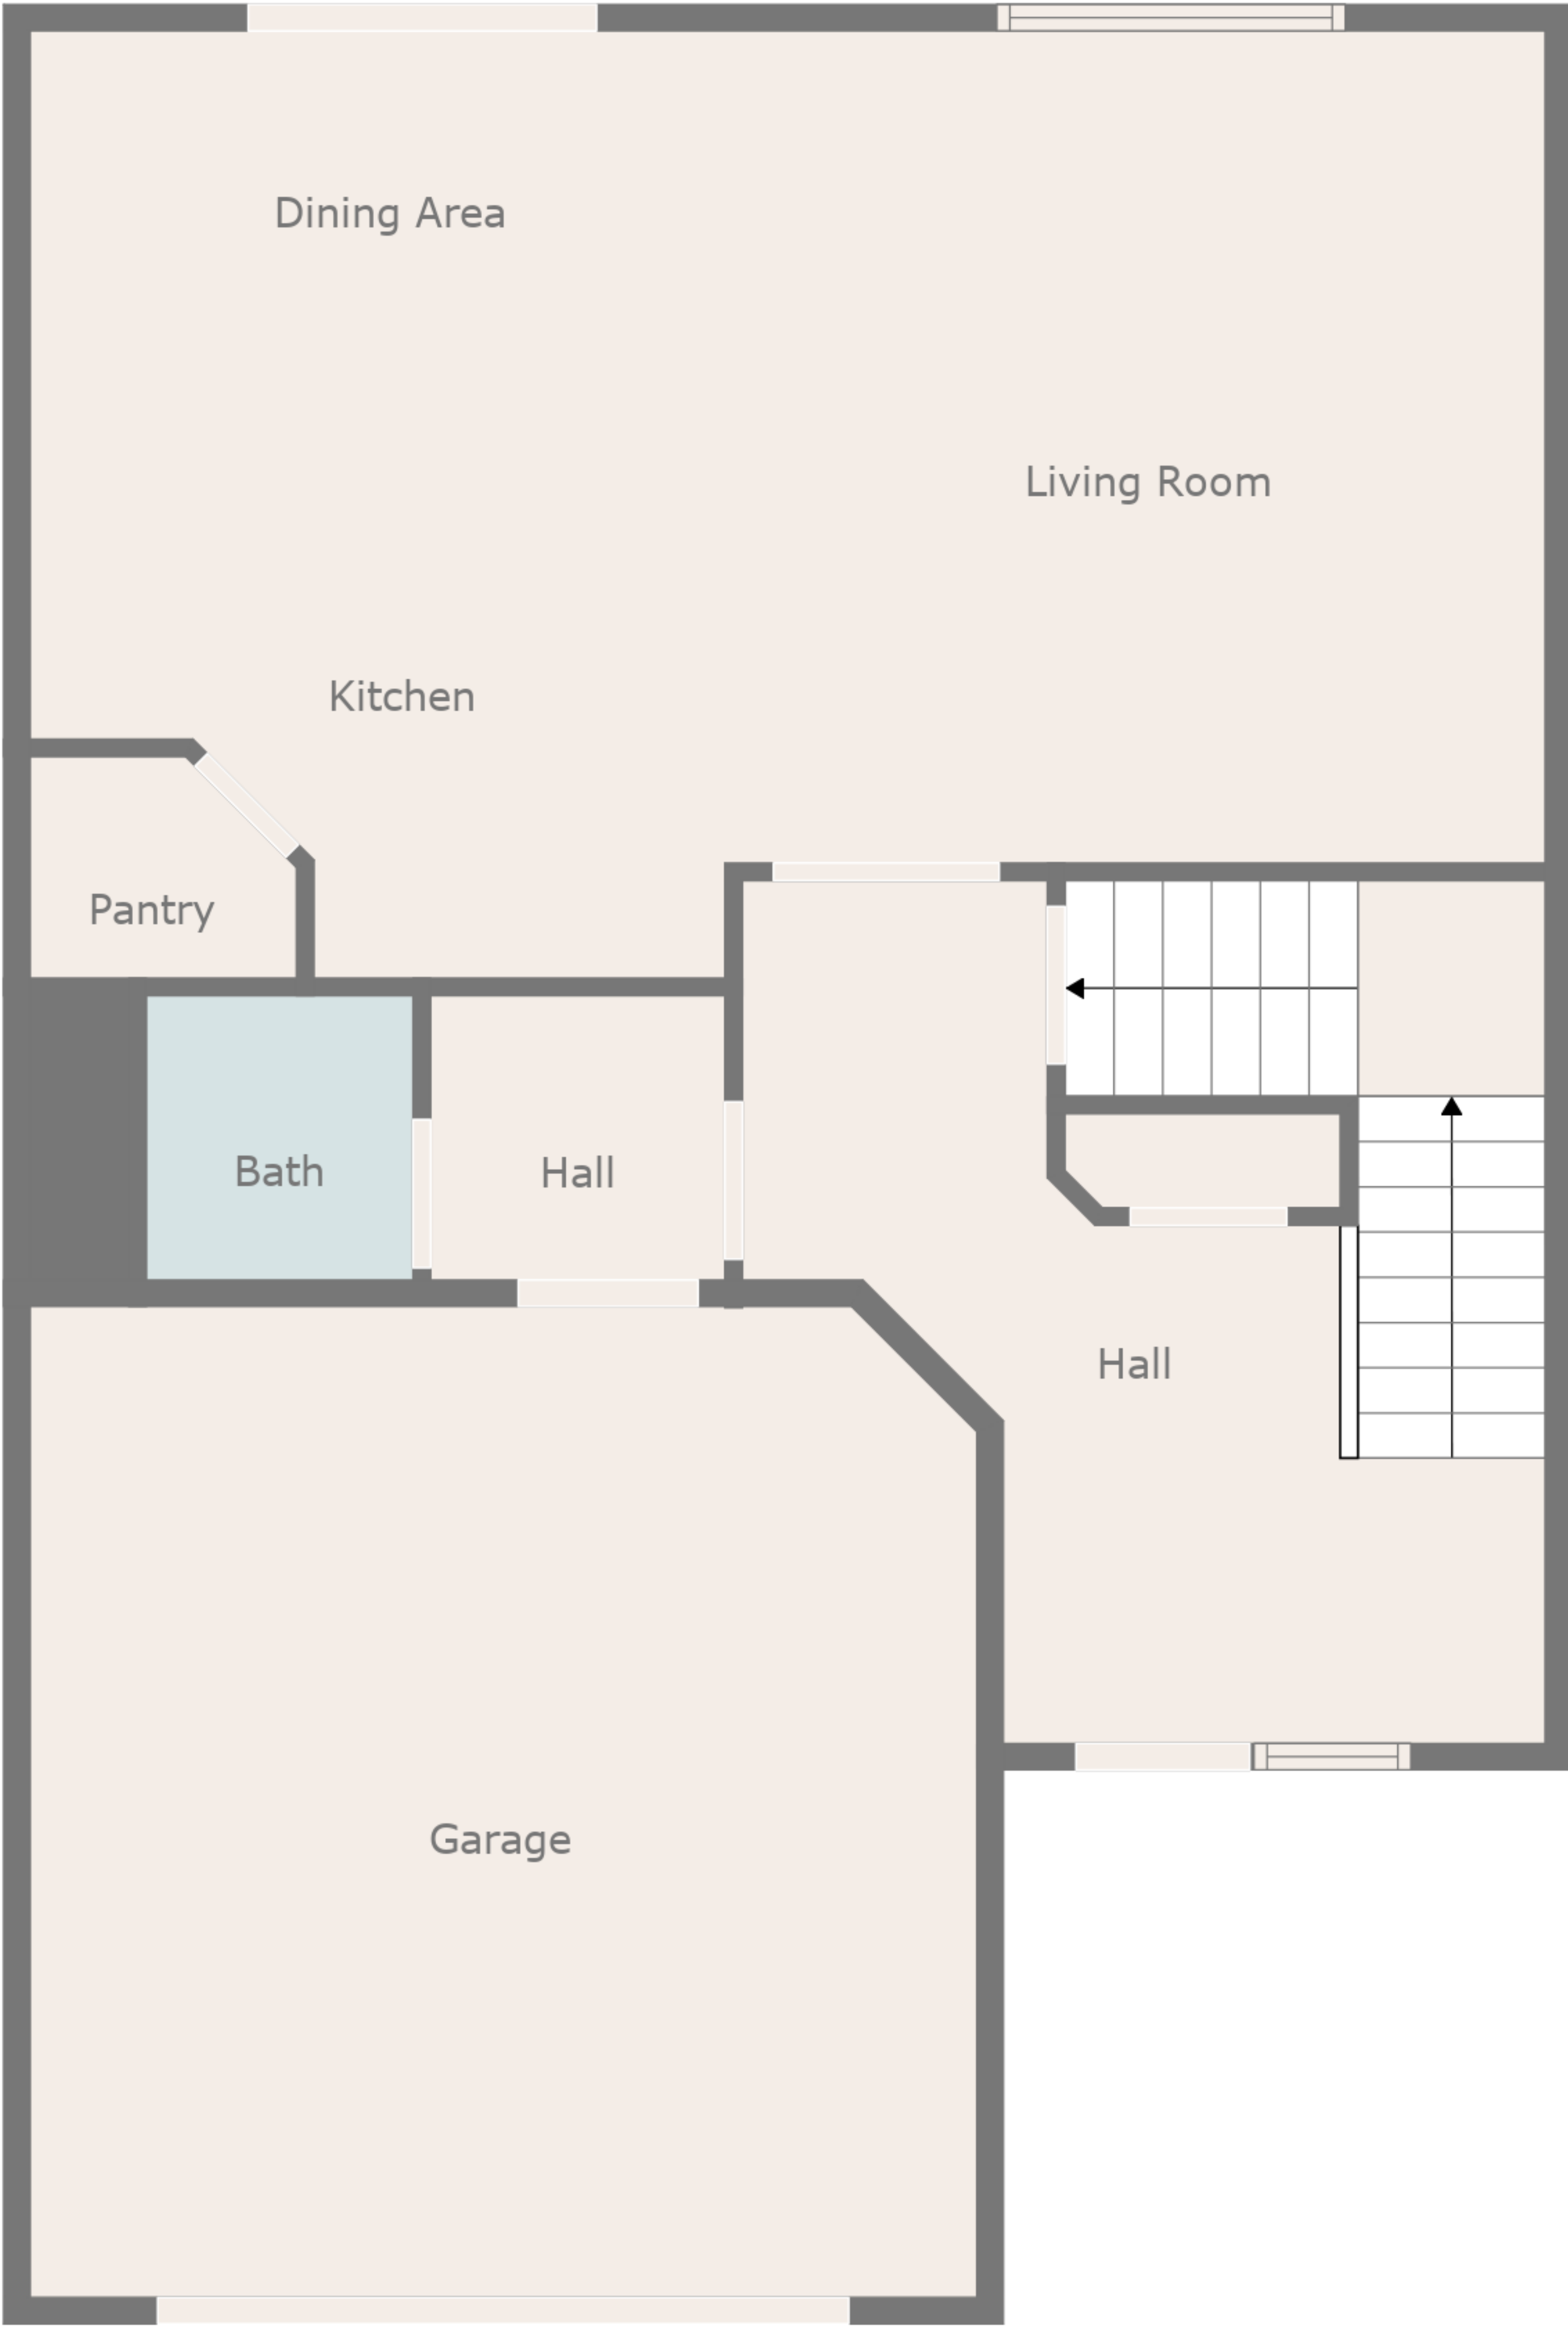 Dining Area
Living Room
Kitchen
Pantry
Bath
Hall
Hall
Garage